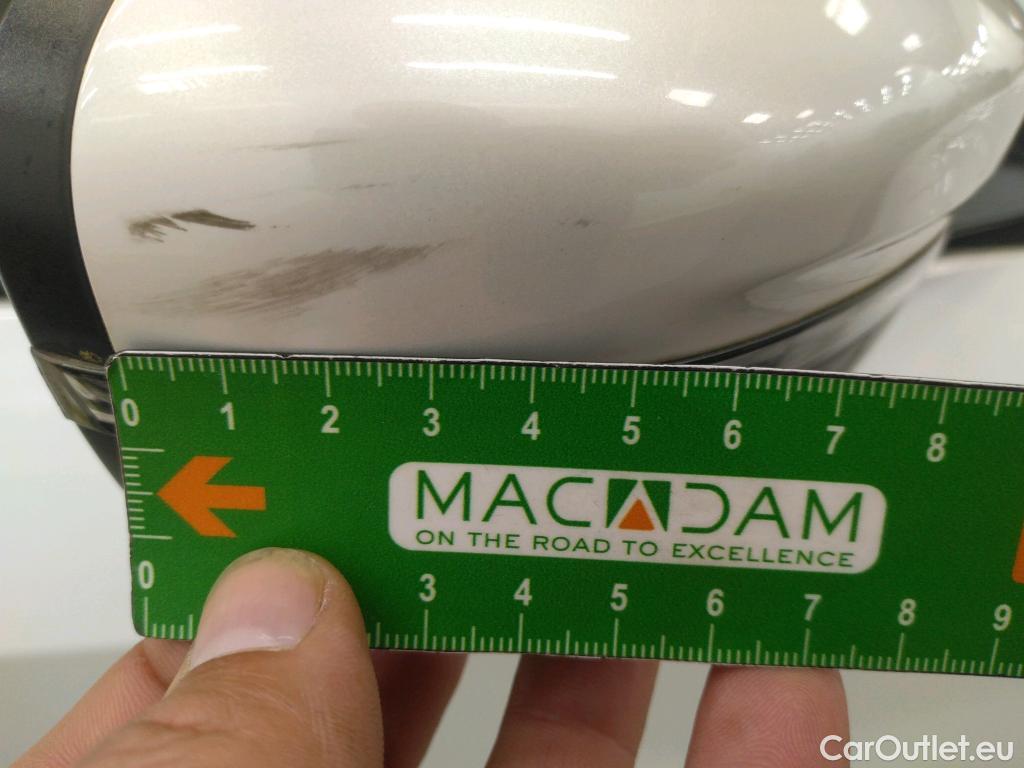 0 1 2 3 4 5 6 7 8
MACADAM
ON THE ROAD TO EXCELLENCE
0 3 4 5 6 7 8 9
CarOutlet.eu